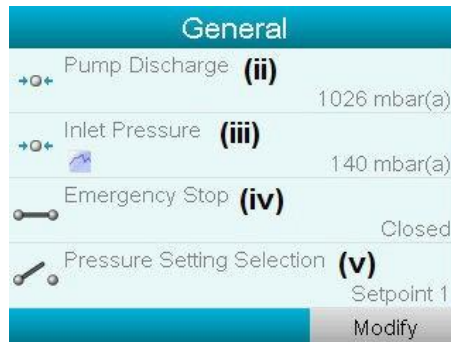 General
Pump Discharge (ii)
1026 mbar(a)
Inlet Pressure (iii)
140 mbar(a)
Emergency Stop (iv)
Closed
Pressure Setting Selection (v)
Setpoint 1
Modify